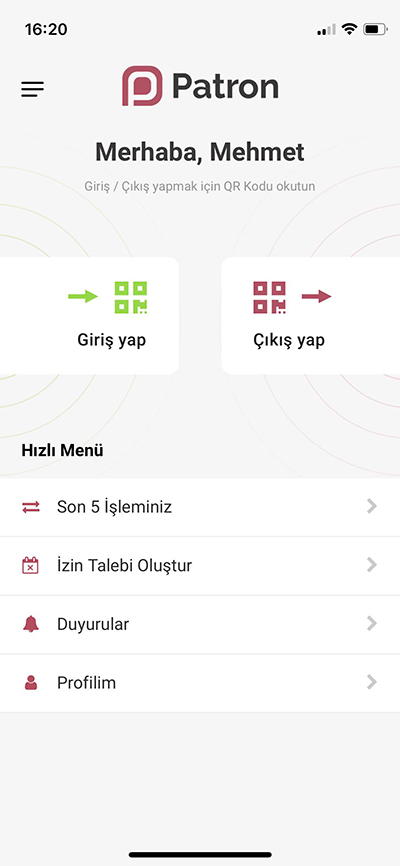 16:20
Patron
Merhaba, Mehmet
Giriş / Çıkış yapmak için QR Kodu okutun
Giriş yap
Çıkış yap
Hızlı Menü
Son 5 İşleminiz
İzin Talebi Oluştur
Duyurular
Profilim